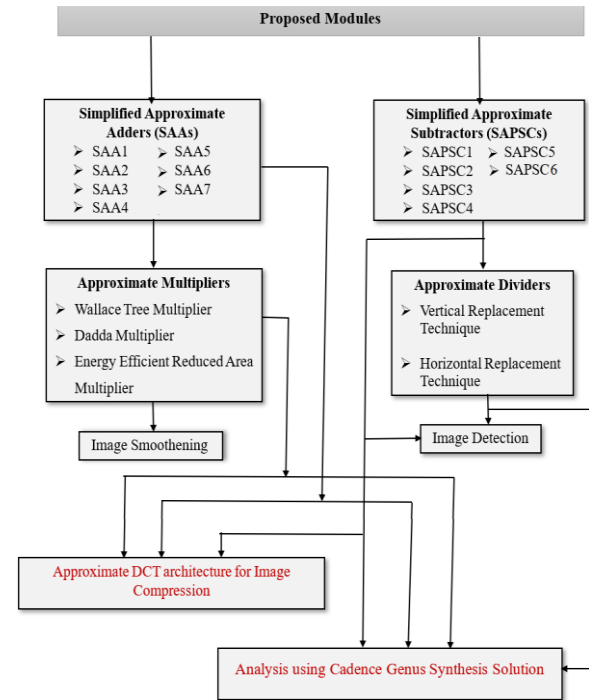 Proposed Modules
Simplified Approximate
Adders (SAAs)
➢ SAA1 ➢ SAA5
➢ SAA2 ➢ SAA6
➢ SAA3 ➢ SAA7
➢ SAA4
Simplified Approximate
Subtractors (SAPSCs)
➢ SAPSC1 ➢ SAPSC5
➢ SAPSC2 ➢ SAPSC6
➢ SAPSC3
➢ SAPSC4
Approximate Multipliers
➢ Wallace Tree Multiplier
➢ Dadda Multiplier
➢ Energy Efficient Reduced Area
Multiplier
Approximate Dividers
➢ Vertical Replacement
Technique
➢ Horizontal Replacement
Technique
Image Smoothening
Image Detection
Approximate DCT architecture for Image
Compression
Analysis using Cadence Genus Synthesis Solution